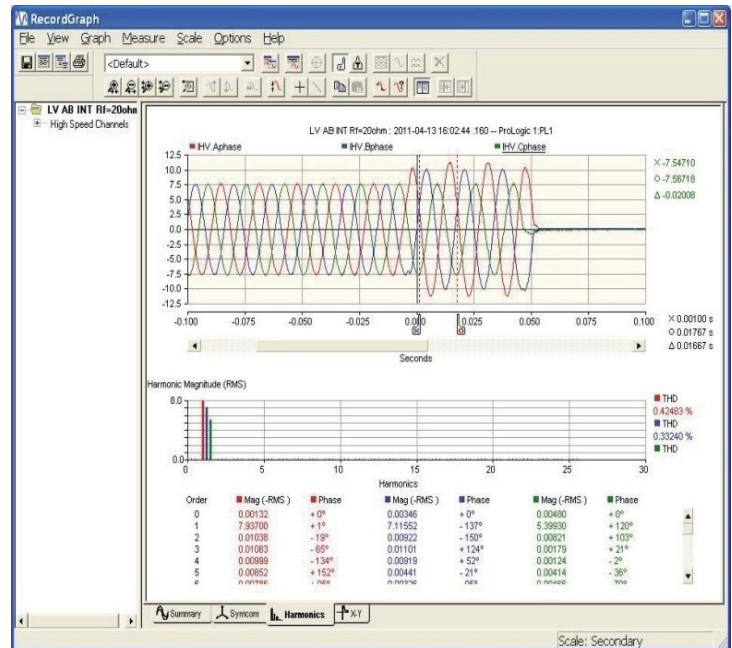 RecordGraph
File View Graph Measure Scale Options Help
<Default>
LV AB INT Rf=20ohm
High Speed Channels
LV AB INT Rf=20ohm : 2011-04-13 16:02:44 .160 -- ProLogic 1:PL1
IHV.Aphase IHV.Bphase IHV.Cphase
12.5
10.0
7.5
5.0
2.5
0.0
-2.5
-5.0
-7.5
-10.0
-12.5
X -7.54710
O -7.56718
Δ -0.02008
-0.100 -0.075 -0.050 -0.025 0.000 0.025 0.050 0.075 0.100
X 0.00100 s
O 0.01767 s
Δ 0.01667 s
Seconds
Harmonic Magnitude (RMS)
8.0
0.0
0 5 10 15 20 25 30
Harmonics
THD
0.42483 %
THD
0.33240 %
THD
Order Mag (-RMS ) Phase Mag (-RMS ) Phase Mag (-RMS ) Phase
0 0.00132 + 0° 0.00346 + 0° 0.00480 + 0°
1 7.93700 + 1° 7.11552 - 137° 5.39930 + 120°
2 0.01038 - 19° 0.00922 - 150° 0.00821 + 103°
3 0.01083 - 65° 0.01101 + 124° 0.00179 + 21°
4 0.00999 - 134° 0.00919 + 52° 0.00124 - 2°
5 0.00852 + 152° 0.00441 - 21° 0.00414 - 36°
Summary Symcom Harmonics X-Y
Scale: Secondary